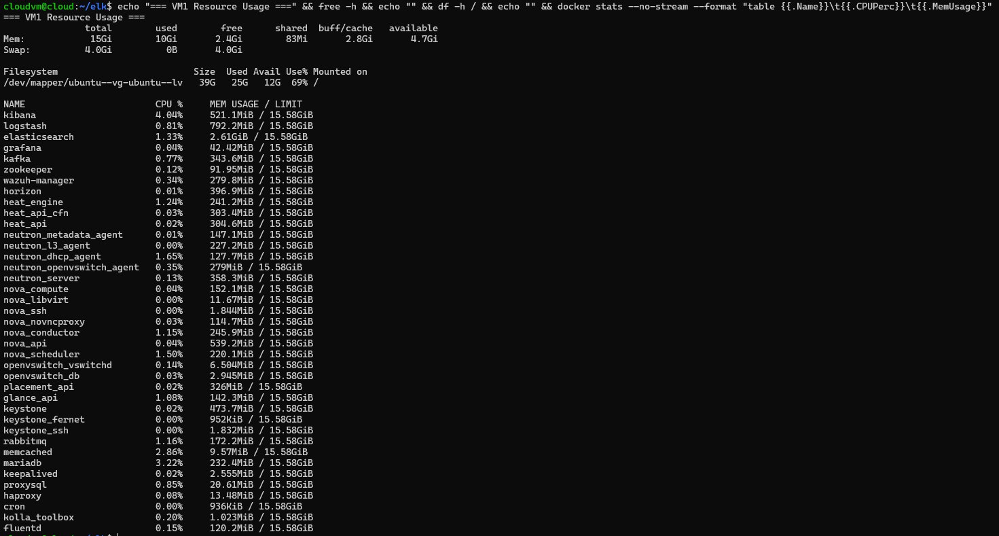 cloudvm@cloud:~/elk$ echo "=== VM1 Resource Usage ===" && free -h && echo "" && df -h / && echo "" && docker stats --no-stream --format "table {{.Name}}\t{{.CPUPerc}}\t{{.MemUsage}}"
=== VM1 Resource Usage ===
               total        used        free      shared  buff/cache   available
Mem:            15Gi        10Gi       2.4Gi        83Mi       2.8Gi       4.7Gi
Swap:          4.0Gi          0B       4.0Gi
Filesystem                         Size  Used Avail Use% Mounted on
/dev/mapper/ubuntu--vg-ubuntu--lv   39G   25G   12G  69% /
NAME                        CPU %     MEM USAGE / LIMIT
kibana                      4.04%     521.1MiB / 15.58GiB
logstash                    0.81%     792.2MiB / 15.58GiB
elasticsearch               1.33%     2.61GiB / 15.58GiB
grafana                     0.04%     42.42MiB / 15.58GiB
kafka                       0.77%     343.6MiB / 15.58GiB
zookeeper                   0.12%     91.95MiB / 15.58GiB
wazuh-manager               0.34%     279.8MiB / 15.58GiB
horizon                     0.01%     396.9MiB / 15.58GiB
heat_engine                 1.24%     241.2MiB / 15.58GiB
heat_api_cfn                0.03%     303.4MiB / 15.58GiB
heat_api                    0.02%     304.6MiB / 15.58GiB
neutron_metadata_agent      0.01%     147.1MiB / 15.58GiB
neutron_l3_agent            0.00%     227.2MiB / 15.58GiB
neutron_dhcp_agent          1.65%     127.7MiB / 15.58GiB
neutron_openvswitch_agent   0.35%     279MiB / 15.58GiB
neutron_server              0.13%     358.3MiB / 15.58GiB
nova_compute                0.04%     152.1MiB / 15.58GiB
nova_libvirt                0.00%     11.67MiB / 15.58GiB
nova_ssh                    0.00%     1.844MiB / 15.58GiB
nova_novncproxy             0.03%     114.7MiB / 15.58GiB
nova_conductor              1.15%     245.9MiB / 15.58GiB
nova_api                    0.04%     539.2MiB / 15.58GiB
nova_scheduler              1.50%     220.1MiB / 15.58GiB
openvswitch_vswitchd        0.14%     6.504MiB / 15.58GiB
openvswitch_db              0.03%     2.945MiB / 15.58GiB
placement_api               0.02%     326MiB / 15.58GiB
glance_api                  1.08%     142.3MiB / 15.58GiB
keystone                    0.02%     473.7MiB / 15.58GiB
keystone_fernet             0.00%     952KiB / 15.58GiB
keystone_ssh                0.00%     1.832MiB / 15.58GiB
rabbitmq                    1.16%     172.2MiB / 15.58GiB
memcached                   2.86%     9.57MiB / 15.58GiB
mariadb                     3.22%     232.4MiB / 15.58GiB
keepalived                  0.02%     2.555MiB / 15.58GiB
proxysql                    0.85%     20.61MiB / 15.58GiB
haproxy                     0.08%     13.48MiB / 15.58GiB
cron                        0.00%     936KiB / 15.58GiB
kolla_toolbox               0.20%     1.023MiB / 15.58GiB
fluentd                     0.15%     120.2MiB / 15.58GiB